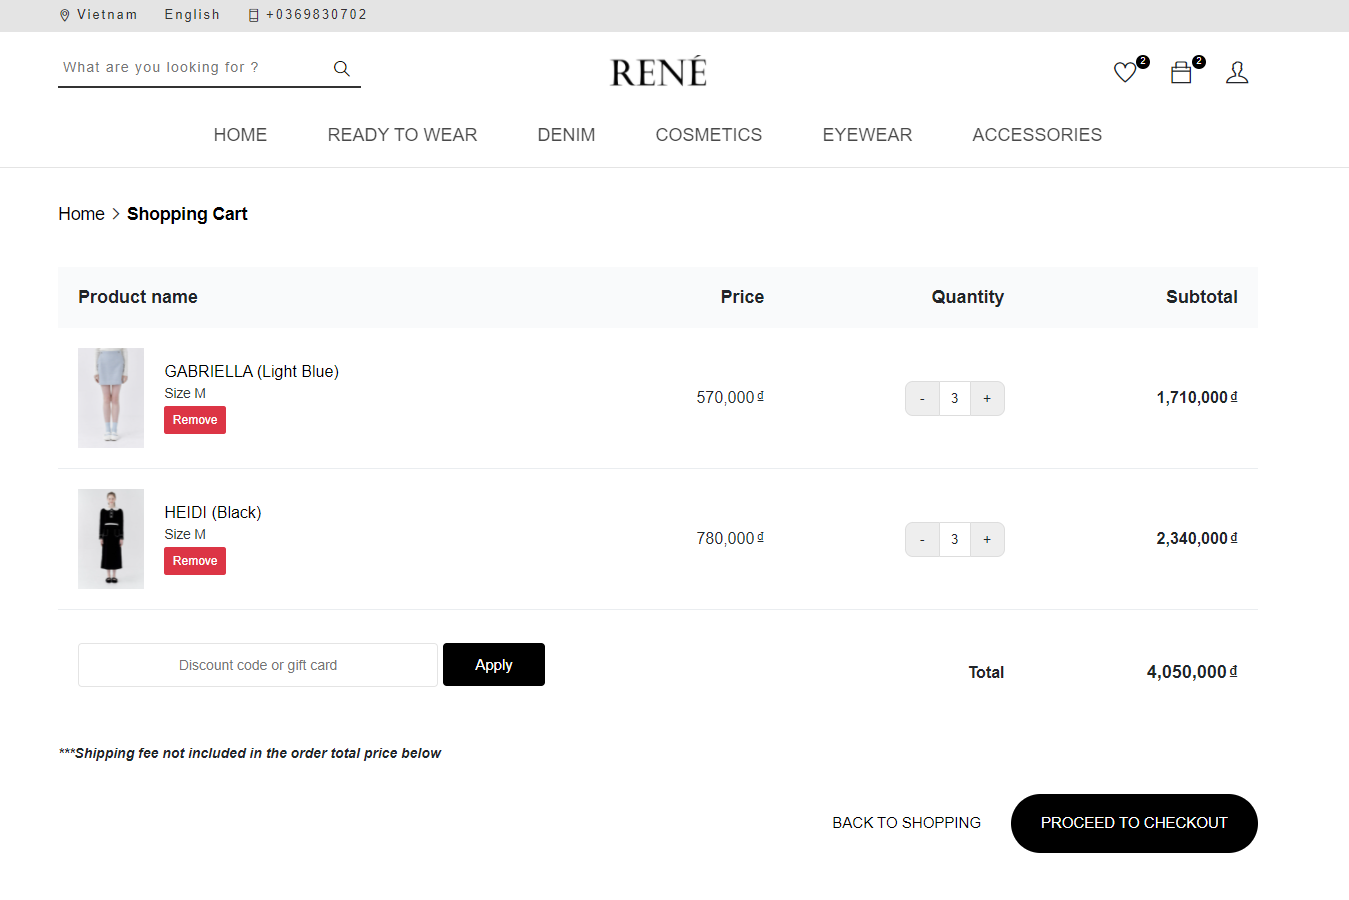 Vietnam English +0369830702
What are you looking for ?
RENÉ
2 2
HOME READY TO WEAR DENIM COSMETICS EYEWEAR ACCESSORIES
Home > Shopping Cart
Product name Price Quantity Subtotal
GABRIELLA (Light Blue)
Size M
Remove
570,000₫ - 3 + 1,710,000₫
HEIDI (Black)
Size M
Remove
780,000₫ - 3 + 2,340,000₫
Discount code or gift card Apply
Total 4,050,000₫
***Shipping fee not included in the order total price below
BACK TO SHOPPING PROCEED TO CHECKOUT